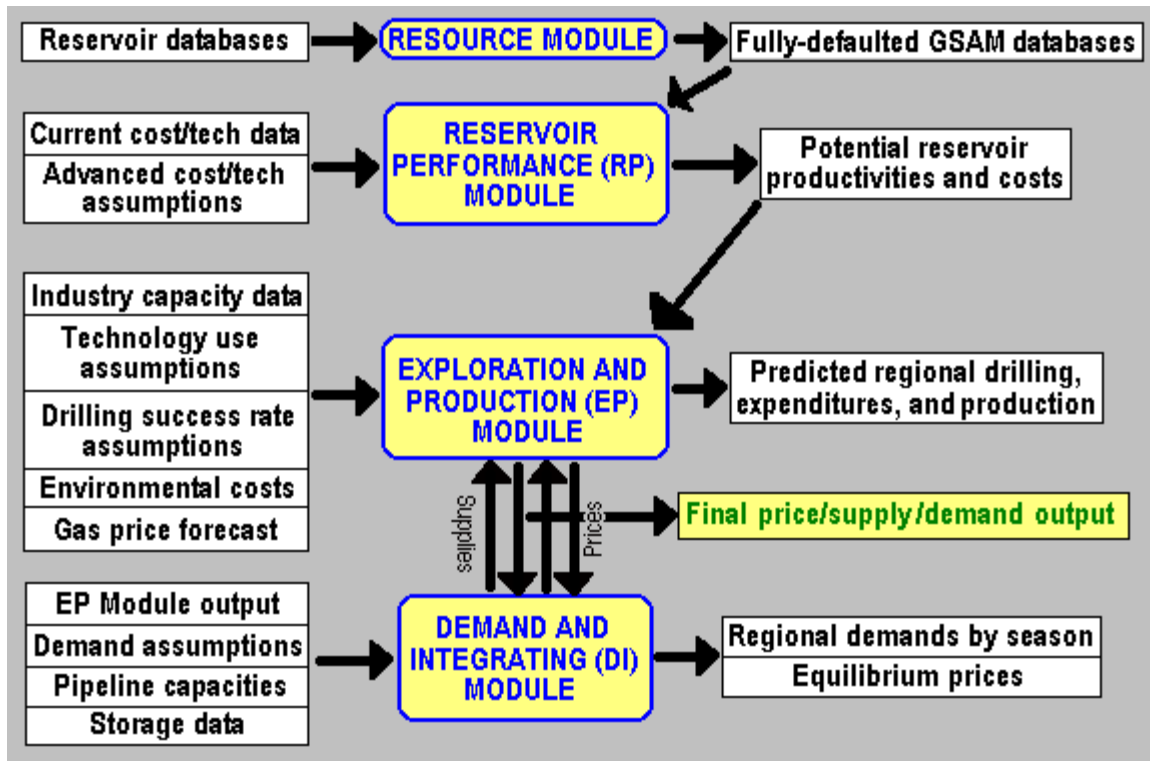 Reservoir databases
RESOURCE MODULE
Fully-defaulted GSAM databases
Current cost/tech data
Advanced cost/tech
assumptions
RESERVOIR
PERFORMANCE (RP)
MODULE
Potential reservoir
productivities and costs
Industry capacity data
Technology use
assumptions
Drilling success rate
assumptions
Environmental costs
Gas price forecast
EXPLORATION AND
PRODUCTION (EP)
MODULE
Predicted regional drilling,
expenditures, and production
Supplies
Prices
Final price/supply/demand output
EP Module output
Demand assumptions
Pipeline capacities
Storage data
DEMAND AND
INTEGRATING (DI)
MODULE
Regional demands by season
Equilibrium prices